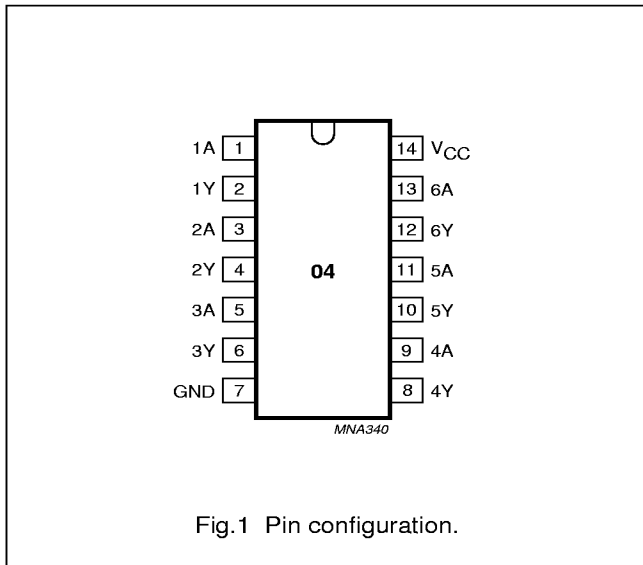 1A 1 14 VCC
1Y 2 13 6A
2A 3 12 6Y
2Y 4 04 11 5A
3A 5 10 5Y
3Y 6 9 4A
GND 7 8 4Y
MNA340
Fig.1 Pin configuration.